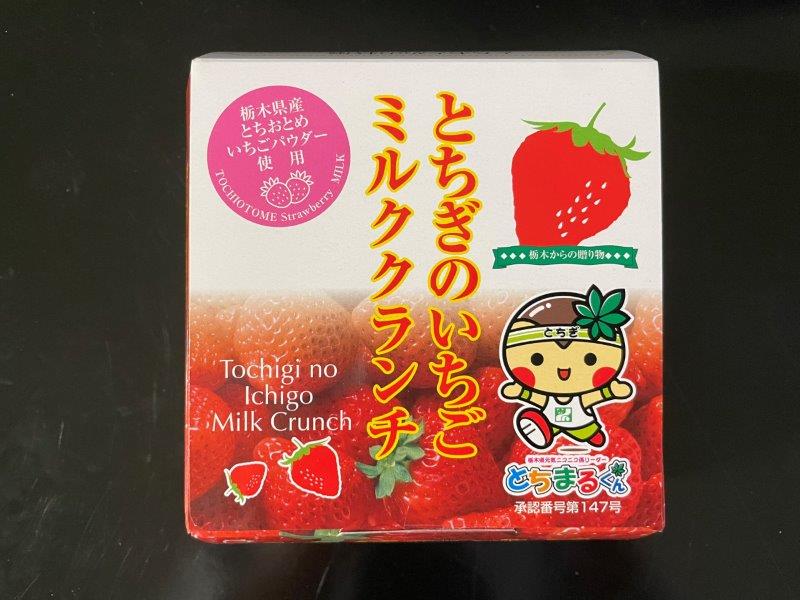 栃木県産
とちおとめ
いちごパウダー
使用
TOCHIOTOME Strawberry MILK
とちぎのいちご
ミルククランチ
栃木からの贈り物
とちぎ
Tochigi no
Ichigo
Milk Crunch
栃木県元気ニコニコ係リーダー
とちまるくん
承認番号第147号